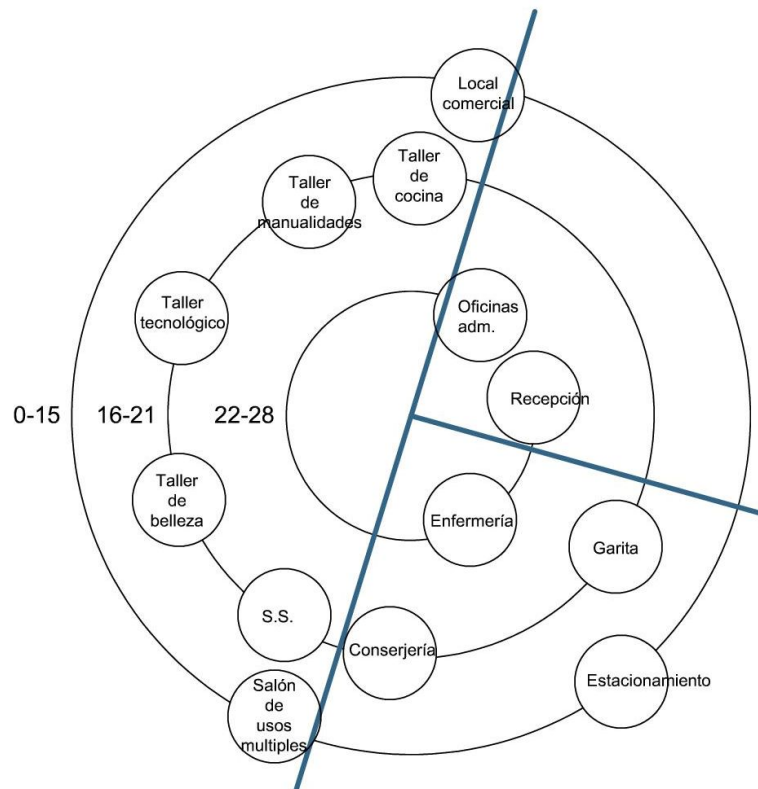 Local
comercial
Taller
de
cocina
Taller
de
manualidades
Taller
tecnológico
Oficinas
adm.
Recepción
0-15
16-21
22-28
Taller
de
belleza
Enfermería
Garita
S.S.
Conserjería
Estacionamiento
Salón
de
usos
multiples